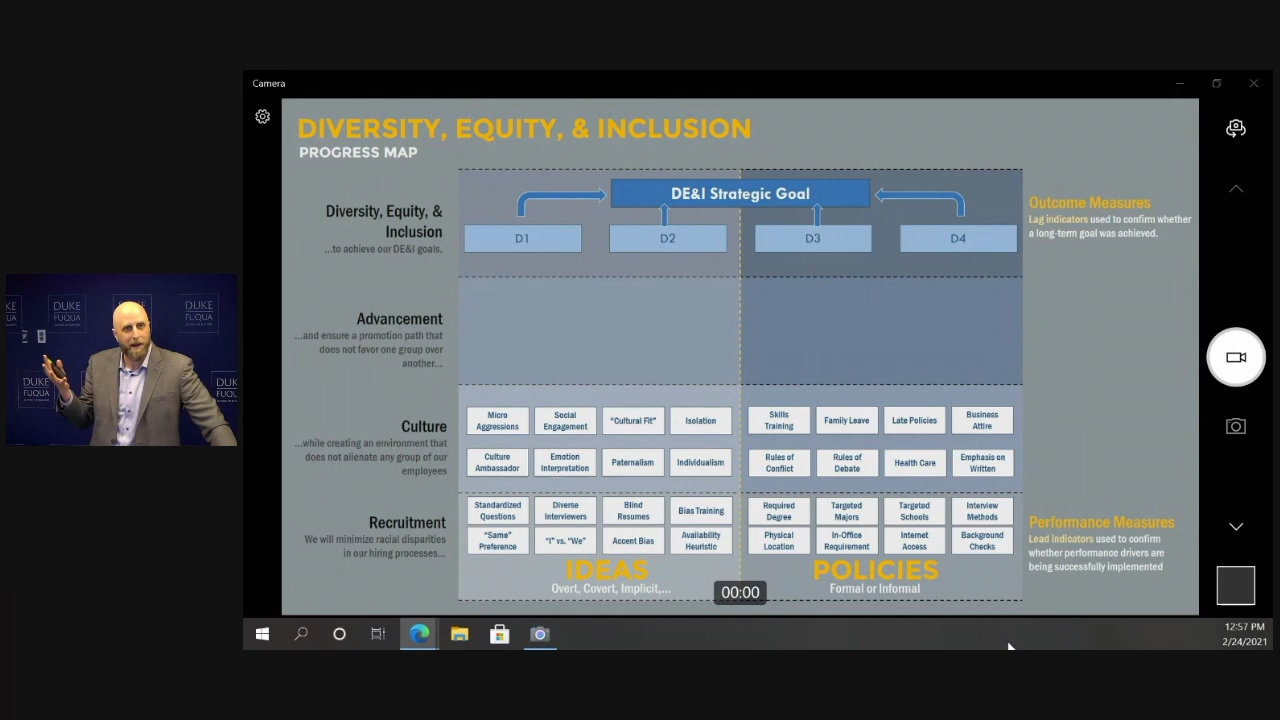 Camera
DIVERSITY, EQUITY, & INCLUSION
PROGRESS MAP
Diversity, Equity, &
Inclusion
...to achieve our DE&I goals.
DE&I Strategic Goal
D1
D2
D3
D4
Outcome Measures
Lag indicators used to confirm whether
a long-term goal was achieved.
Advancement
...and ensure a promotion path that
does not favor one group over
another...
Culture
...while creating an environment that
does not alienate any group of our
employees
Micro
Aggressions
Social
Engagement
"Cultural Fit"
Isolation
Skills
Training
Family Leave
Late Policies
Business
Attire
Culture
Ambassador
Emotion
Interpretation
Paternalism
Individualism
Rules of
Conflict
Rules of
Debate
Health Care
Emphasis on
Written
Recruitment
We will minimize racial disparities
in our hiring processes...
Standardized
Questions
Diverse
Interviewers
Blind
Resumes
Bias Training
Required
Degree
Targeted
Majors
Targeted
Schools
Interview
Methods
"Same"
Preference
"I" vs. "We"
Accent Bias
Availability
Heuristic
Physical
Location
In-Office
Requirement
Internet
Access
Background
Checks
Performance Measures
Lead indicators used to confirm
whether performance drivers are
being successfully implemented
IDEAS
Overt, Covert, Implicit,...
POLICIES
Formal or Informal
00:00
12:57 PM
2/24/2021
DUKE
FUQUA
DUKE
FUQUA
DUKE
FUQUA
DUKE
FUQUA